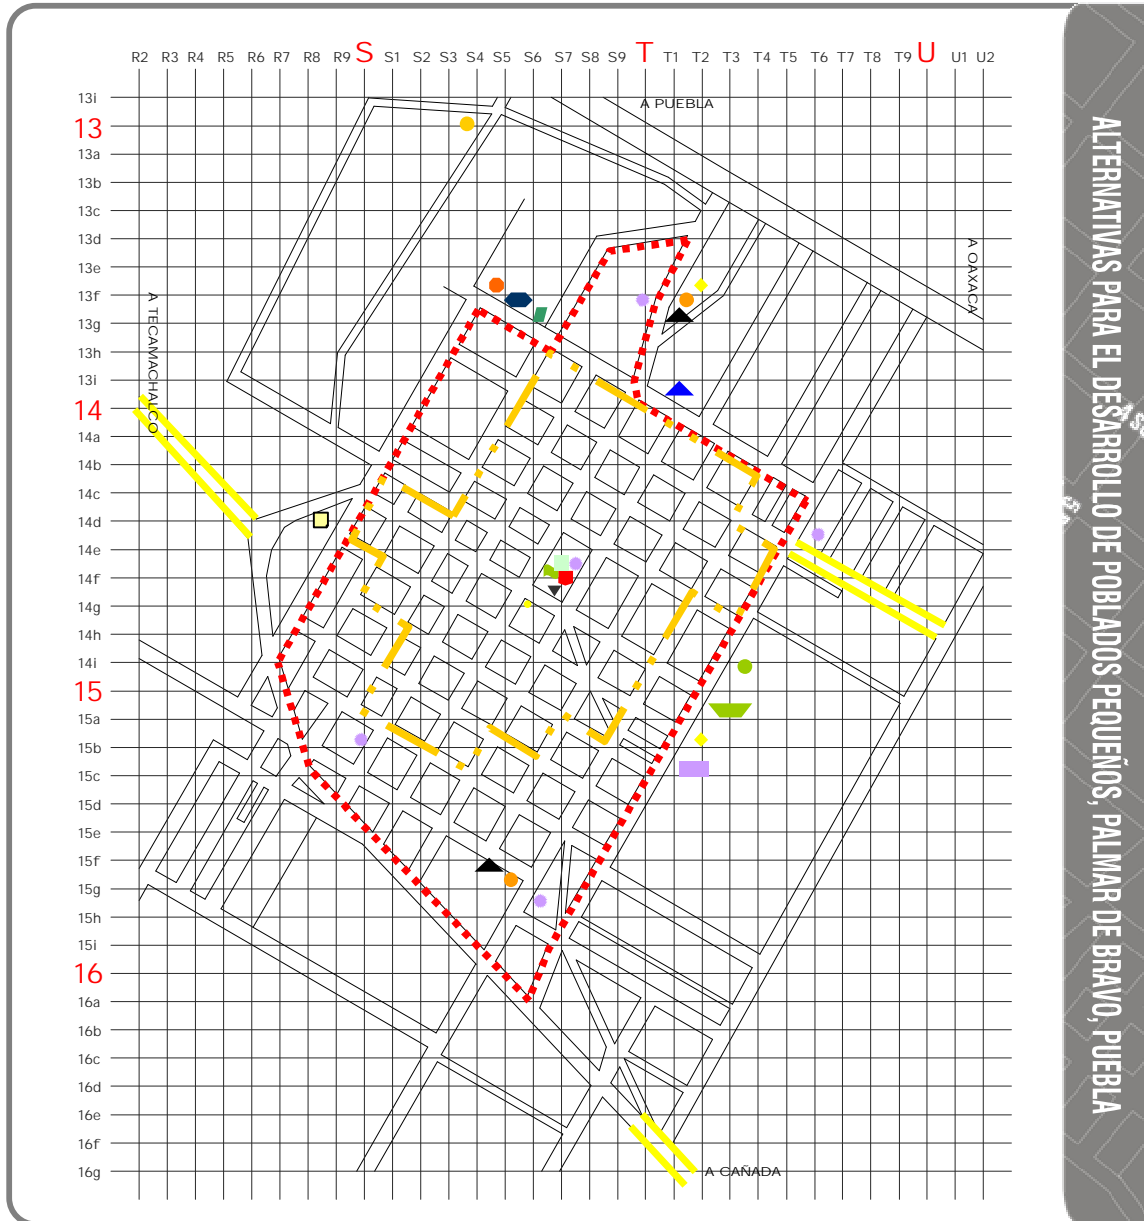 R2 R3 R4 R5 R6 R7 R8 R9 S S1 S2 S3 S4 S5 S6 S7 S8 S9 T T1 T2 T3 T4 T5 T6 T7 T8 T9 U U1 U2
13i
13
13a
13b
13c
13d
13e
13f
13g
13h
13i
14
14a
14b
14c
14d
14e
14f
14g
14h
14i
15
15a
15b
15c
15d
15e
15f
15g
15h
15i
16
16a
16b
16c
16d
16e
16f
16g
A PUEBLA
A OAXACA
A TECAMACHALCO
A CAÑADA
ALTERNATIVAS PARA EL DESARROLLO DE POBLADOS PEQUEÑOS, PALMAR DE BRAVO, PUEBLA